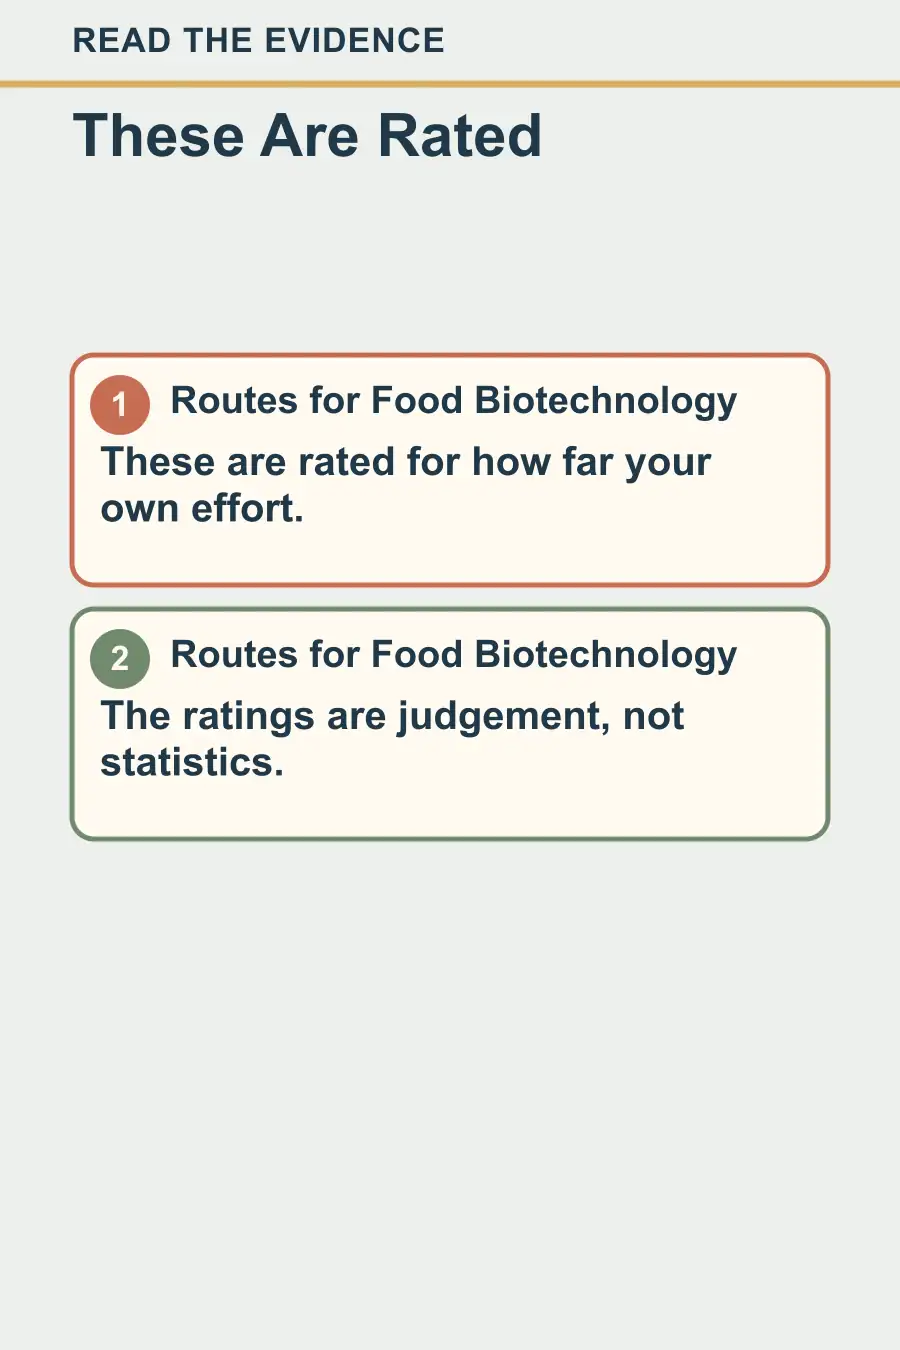 READ THE EVIDENCE
These Are Rated
1 Routes for Food Biotechnology
These are rated for how far your
own effort.
2 Routes for Food Biotechnology
The ratings are judgement, not
statistics.